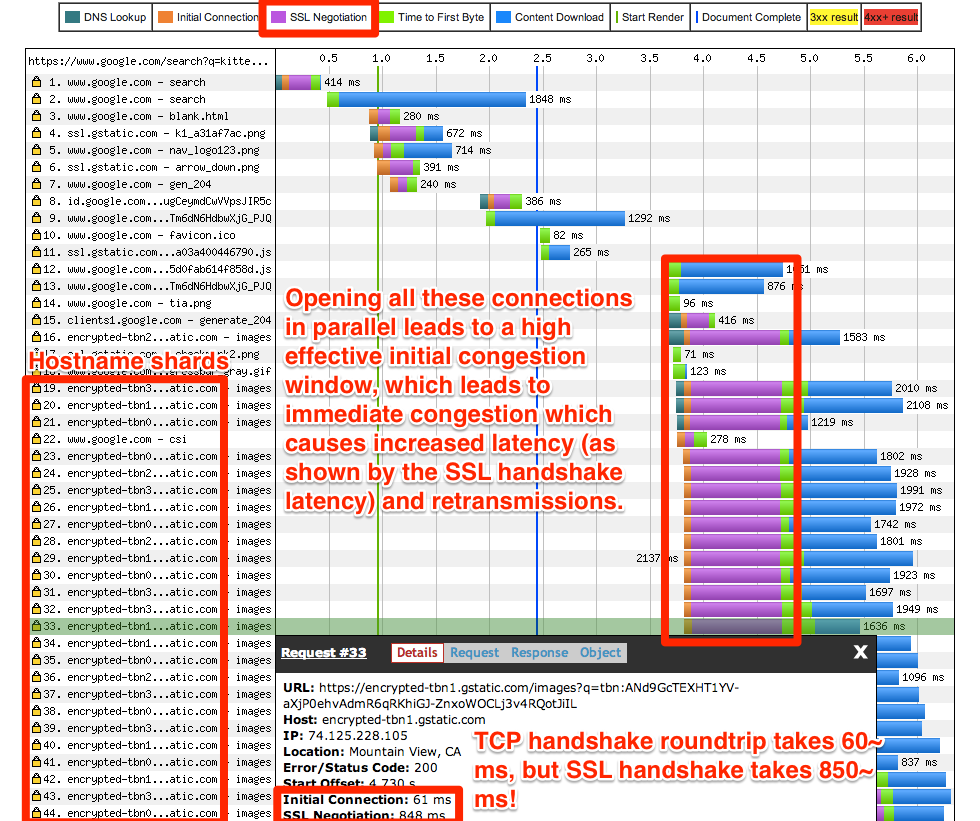 DNS Lookup Initial Connection SSL Negotiation Time to First Byte Content Download Start Render Document Complete 3xx result 4xx+ result
https://www.google.com/search?q=kitte... 0.5 1.0 1.5 2.0 2.5 3.0 3.5 4.0 4.5 5.0 5.5 6.0
1. www.google.com - search 414 ms
2. www.google.com - search 1848 ms
3. www.google.com - blank.html 280 ms
4. ssl.gstatic.com - k1_a31af7ac.png 672 ms
5. www.google.com - nav_logo123.png 714 ms
6. ssl.gstatic.com - arrow_down.png 391 ms
7. www.google.com - gen_204 240 ms
8. id.google.com...ugCeymdCwVVpsJIR5c 386 ms
9. www.google.com...Tm6dN6HdbwXjG_PJQ 1292 ms
10. www.google.com - favicon.ico 82 ms
11. ssl.gstatic.com...a03a400446790.js 265 ms
12. www.google.com...5d0fab614f858d.js ms
13. www.google.com...Tm6dN6HdbwXjG_PJQ 876 ms
14. www.google.com - tia.png 96 ms
15. clients1.google.com - generate_204 416 ms
16. encrypted-tbn2...atic.com - images 1583 ms
71 ms
123 ms
Opening all these connections
in parallel leads to a high
effective initial congestion
window, which leads to
immediate congestion which
causes increased latency (as
shown by the SSL handshake
latency) and retransmissions.
Hostname shards
19. encrypted-tbn3...atic.com - images 2010 ms
20. encrypted-tbn1...atic.com - images 2108 ms
21. encrypted-tbn0...atic.com - images 1219 ms
22. www.google.com - csi 278 ms
23. encrypted-tbn0...atic.com - images 1802 ms
24. encrypted-tbn2...atic.com - images 1928 ms
25. encrypted-tbn3...atic.com - images 1991 ms
26. encrypted-tbn1...atic.com - images 1972 ms
27. encrypted-tbn0...atic.com - images 1742 ms
28. encrypted-tbn2...atic.com - images 1801 ms
29. encrypted-tbn1...atic.com - images 2137 ms
30. encrypted-tbn0...atic.com - images 1923 ms
31. encrypted-tbn3...atic.com - images 1697 ms
32. encrypted-tbn3...atic.com - images 1949 ms
33. encrypted-tbn1...atic.com - images 1636 ms
34. encrypted-tbn1...atic.com - images
35. encrypted-tbn0...atic.com - images
36. encrypted-tbn2...atic.com - images 1096 ms
37. encrypted-tbn3...atic.com - images
38. encrypted-tbn0...atic.com - images
39. encrypted-tbn3...atic.com - images
40. encrypted-tbn1...atic.com - images
41. encrypted-tbn0...atic.com - images 837 ms
42. encrypted-tbn1...atic.com - images
43. encrypted-tbn3...atic.com - images
44. encrypted-tbn0...atic.com - images
Request #33 Details Request Response Object X
URL: https://encrypted-tbn1.gstatic.com/images?q=tbn:ANd9GcTEXHT1YV-
aXjP0ehvAdmR6qRKhiGJ-ZnxoWOCLj3v4RQotJiIL
Host: encrypted-tbn1.gstatic.com
IP: 74.125.228.105
Location: Mountain View, CA
Error/Status Code: 200
Start Offset: 4.730 s
Initial Connection: 61 ms
SSL Negotiation: 848 ms
TCP handshake roundtrip takes 60~
ms, but SSL handshake takes 850~
ms!